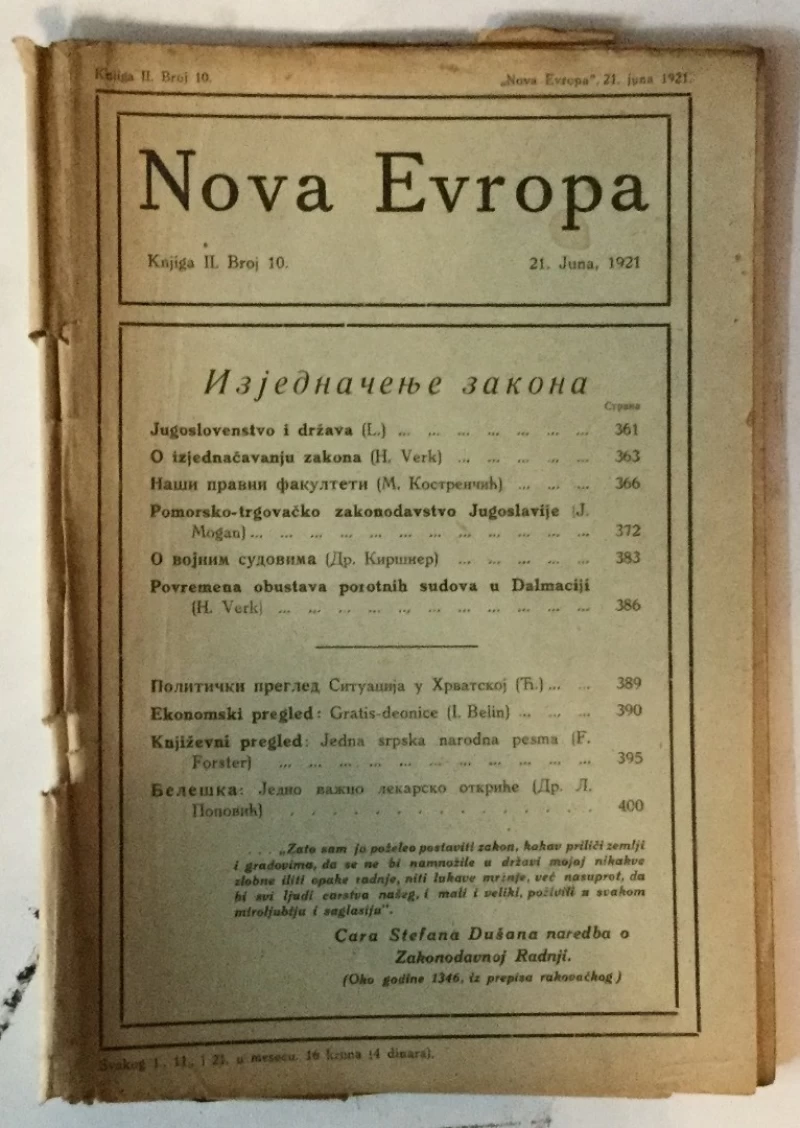 Knjiga II. Broj 10.
„Nova Evropa", 21. juna 1921.
Nova Evropa
Knjiga II. Broj 10.
21. Juna, 1921
Изједначење закона
Страна
Jugoslovenstvo i država (L.) ... ... ... ... ... ... ... 361
O izjednačavanju zakona (H. Verk) ... ... ... ... ... 363
Наши правни факултети (М. Костренчић) ... ... ... 366
Pomorsko-trgovačko zakonodavstvo Jugoslavije (J.
Mogan) ... ... ... ... ... ... ... ... ... ... ... ... 372
О војним судовима (Др. Киршнер) ... ... ... ... ... 383
Povremena obustava porotnih sudova u Dalmaciji
(H. Verk) ... ... ... ... ... ... ... ... ... ... ... 386
Политички преглед Ситуација у Хрватској (Ћ.) ... ... 389
Ekonomski pregled: Gratis-deonice (I. Belin) ... ... ... 390
Književni pregled: Jedna srpska narodna pesma (F.
Forster) ... ... ... ... ... ... ... ... ... ... ... 395
Белешка: Једно важно лекарско откриће (Др. Л.
Поповић) . . . . . . . . . . . 400
. . . „Zato sam ja poželeo postaviti zakon, kakav priliči zemlji
i gradovima, da se ne bi namnožile u državi mojoj nikakve
zlobne iliti opake radnje, niti lukave mržnje, već nasuprot, da
bi svi ljudi carstva našeg, i mali i veliki, poživili u svakom
miroljubiju i saglasiju".
Cara Stefana Dušana naredba o
Zakonodavnoj Radnji.
(Oko godine 1346, iz prepisa rakovačkog)
Svakog 1., 11., i 21. u mesecu. 16 kruna (4 dinara).